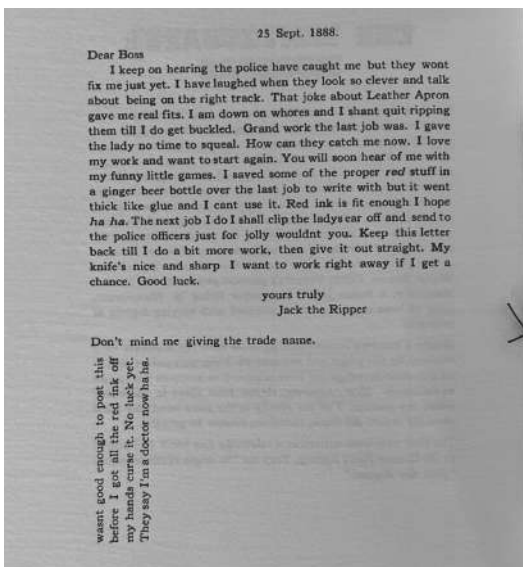 25 Sept. 1888.
Dear Boss
I keep on hearing the police have caught me but they wont
fix me just yet. I have laughed when they look so clever and talk
about being on the right track. That joke about Leather Apron
gave me real fits. I am down on whores and I shant quit ripping
them till I do get buckled. Grand work the last job was. I gave
the lady no time to squeal. How can they catch me now. I love
my work and want to start again. You will soon hear of me with
my funny little games. I saved some of the proper red stuff in
a ginger beer bottle over the last job to write with but it went
thick like glue and I cant use it. Red ink is fit enough I hope
ha ha. The next job I do I shall clip the ladys ear off and send to
the police officers just for jolly wouldnt you. Keep this letter
back till I do a bit more work, then give it out straight. My
knife's nice and sharp I want to work right away if I get a
chance. Good luck.
yours truly
Jack the Ripper
Don't mind me giving the trade name.
wasnt good enough to post this
before I got all the red ink off
my hands curse it. No luck yet.
They say I'm a doctor now ha ha.